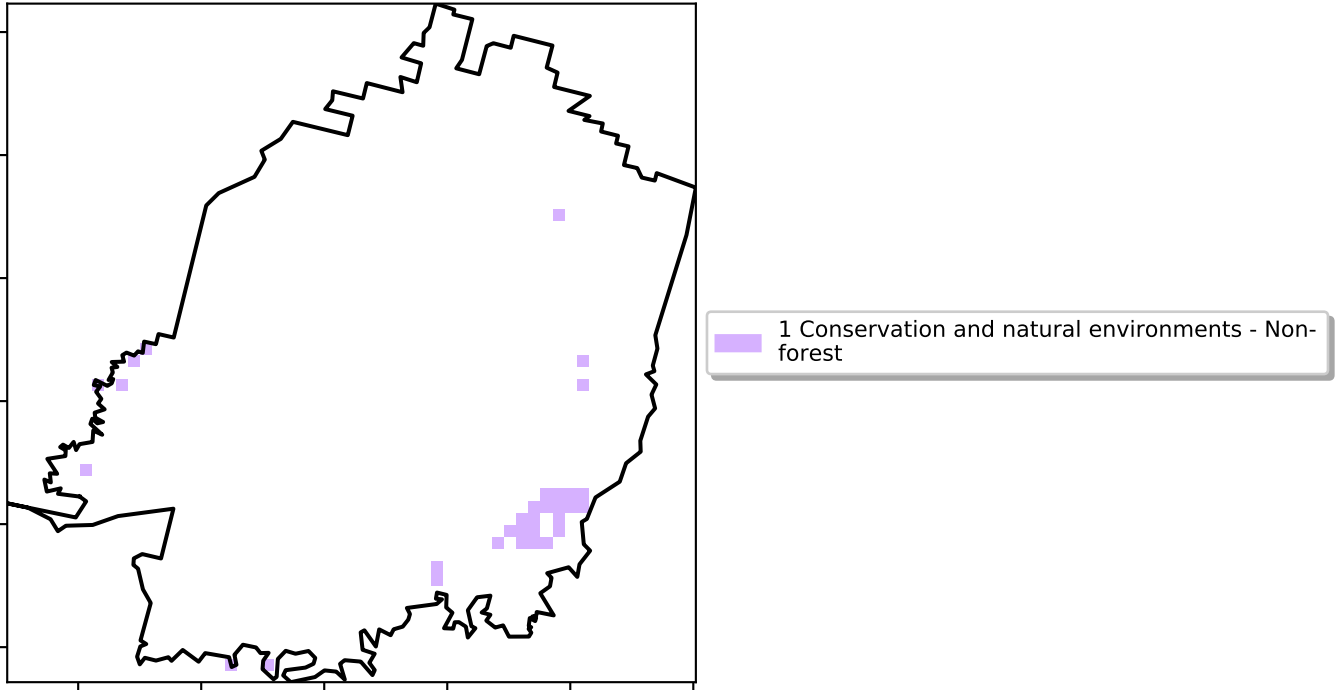 1 Conservation and natural environments - Non-
forest